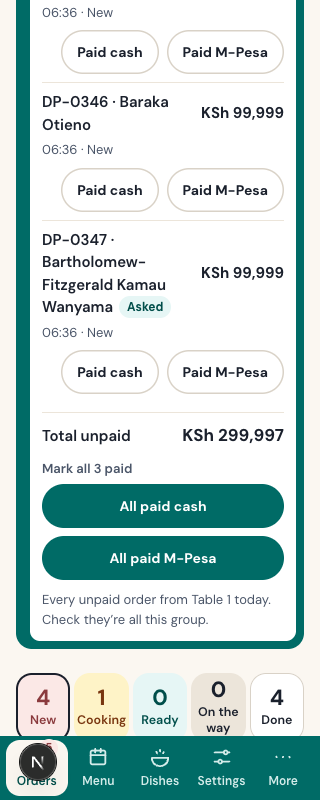 06:36 · New
Paid cash
Paid M-Pesa
DP-0346 · Baraka
Otieno
KSh 99,999
06:36 · New
Paid cash
Paid M-Pesa
DP-0347 ·
Bartholomew-
Fitzgerald Kamau
Wanyama Asked
KSh 99,999
06:36 · New
Paid cash
Paid M-Pesa
Total unpaid
KSh 299,997
Mark all 3 paid
All paid cash
All paid M-Pesa
Every unpaid order from Table 1 today.
Check they’re all this group.
4
New
1
Cooking
0
Ready
0
On the
way
4
Done
N
Orders
Menu
Dishes
Settings
More